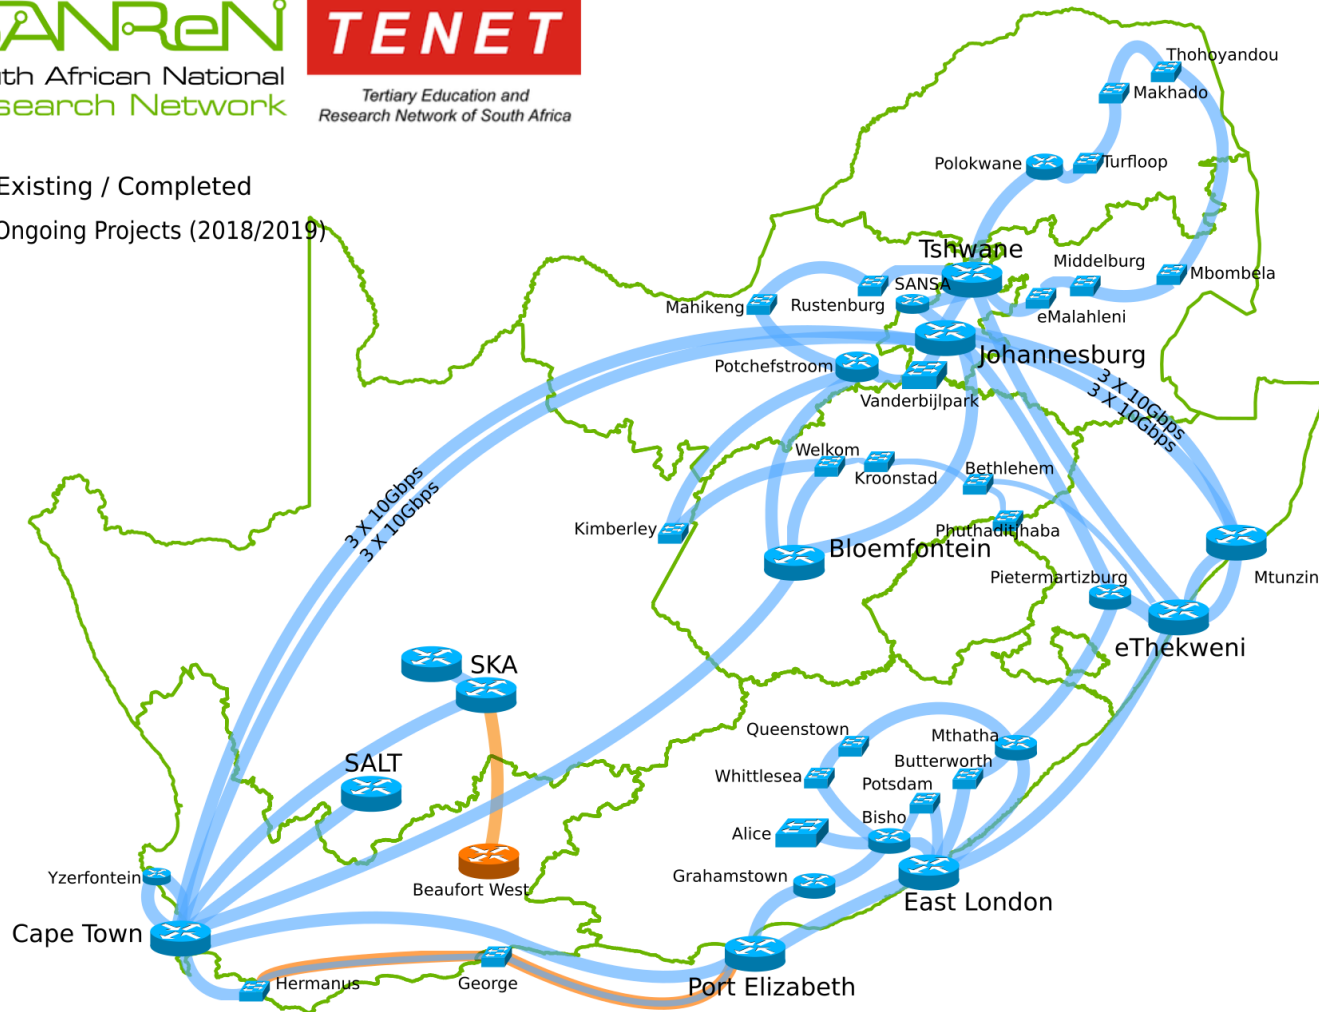 SANReN
TENET
uth African National
search Network
Tertiary Education and
Research Network of South Africa
Existing / Completed
Ongoing Projects (2018/2019)
Thohoyandou
Makhado
Polokwane
Turfloop
Tshwane
Middelburg
Mbombela
SANSA
Mahikeng
Rustenburg
eMalahleni
Johannesburg
Potchefstroom
Vanderbijlpark
3 X 10Gbps
3 X 10Gbps
Welkom
Kroonstad
Bethlehem
3 X 10Gbps
3 X 10Gbps
Kimberley
Phuthaditjhaba
Bloemfontein
Pietermartizburg
Mtunzin
eThekweni
SKA
Queenstown
Mthatha
Butterworth
SALT
Whittlesea
Potsdam
Bisho
Alice
Yzerfontein
Grahamstown
Beaufort West
East London
Cape Town
Hermanus
George
Port Elizabeth